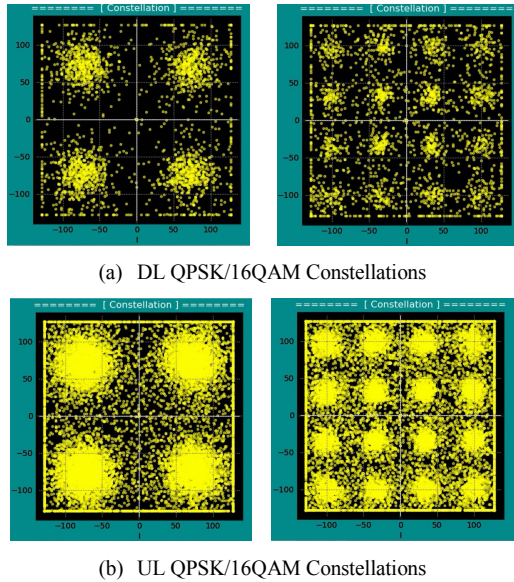 ======== [ Constellation ] ========
======== [ Constellation ] ========
100
50
0
−50
−100
100
50
0
−50
−100
−100 −50 0 50 100
−100 −50 0 50 100
I
I
(a) DL QPSK/16QAM Constellations
======== [ Constellation ] ========
======== [ Constellation ] ========
100
50
0
−50
−100
100
50
0
−50
−100
−100 −50 0 50 100
−100 −50 0 50 100
I
I
(b) UL QPSK/16QAM Constellations